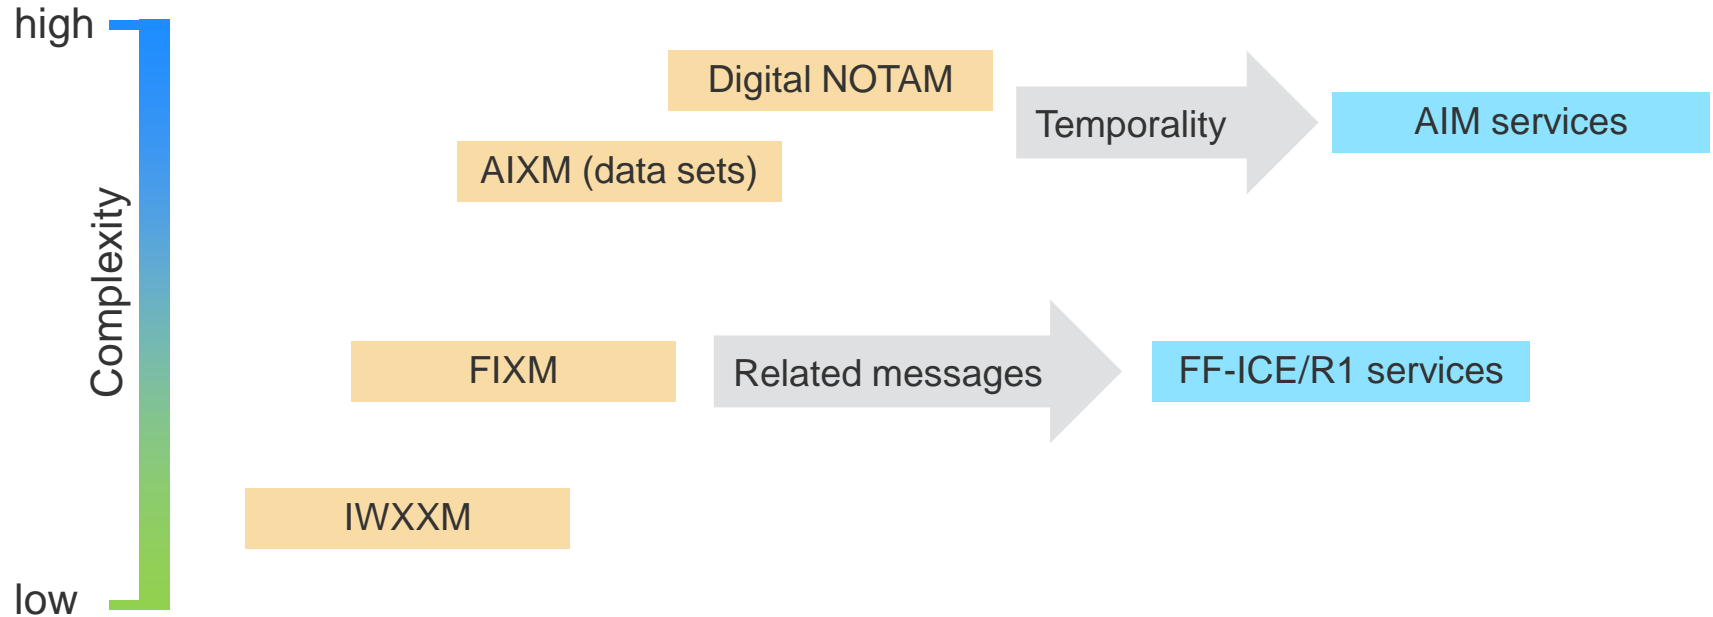 high
Digital NOTAM
Temporality
AIM services
AIXM (data sets)
Complexity
FIXM
Related messages
FF-ICE/R1 services
IWXXM
low